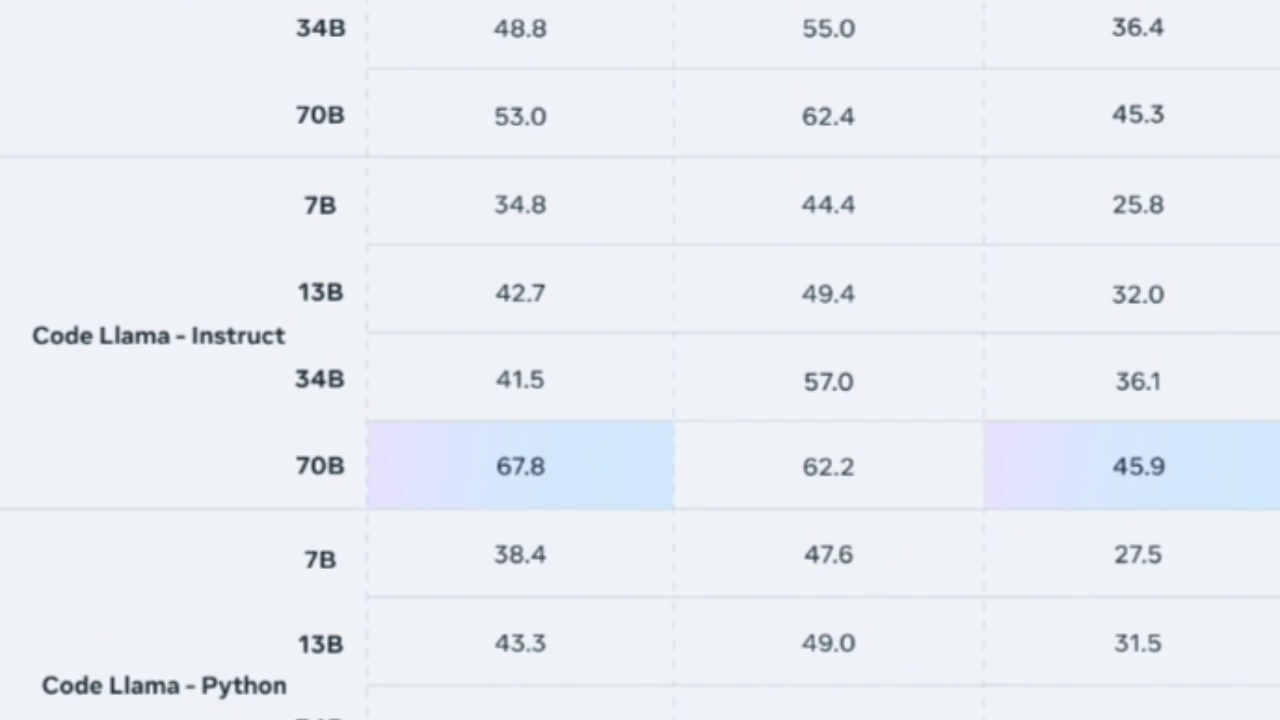 34B 48.8 55.0 36.4
70B 53.0 62.4 45.3
7B 34.8 44.4 25.8
13B 42.7 49.4 32.0
Code Llama - Instruct
34B 41.5 57.0 36.1
70B 67.8 62.2 45.9
7B 38.4 47.6 27.5
13B 43.3 49.0 31.5
Code Llama - Python